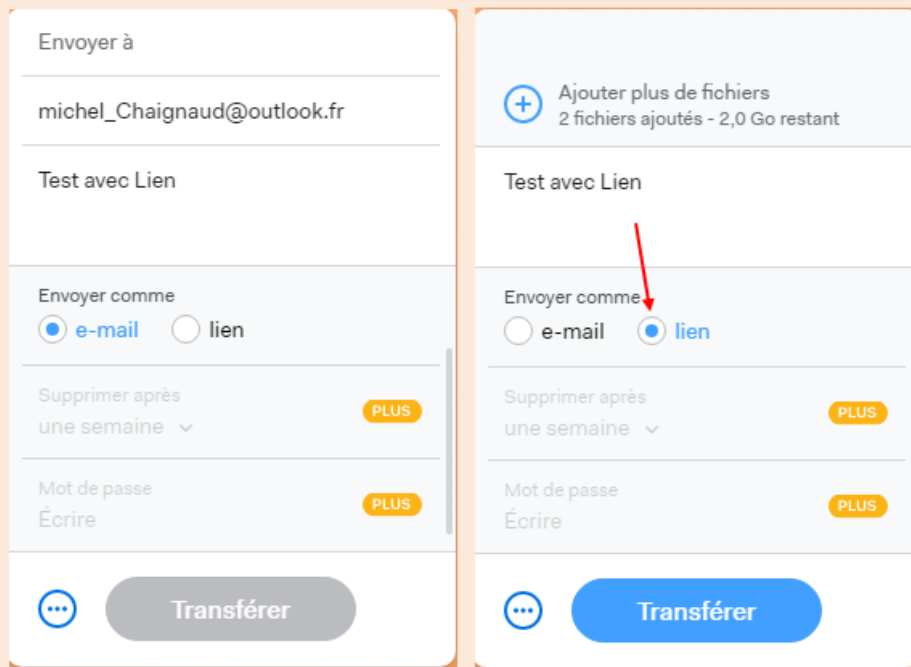 Envoyer à
michel_Chaignaud@outlook.fr
Test avec Lien
Envoyer comme
e-mail lien
Supprimer après
une semaine
PLUS
Mot de passe
Écrire
PLUS
Transférer
Ajouter plus de fichiers
2 fichiers ajoutés - 2,0 Go restant
Test avec Lien
Envoyer comme
e-mail lien
Supprimer après
une semaine
PLUS
Mot de passe
Écrire
PLUS
Transférer